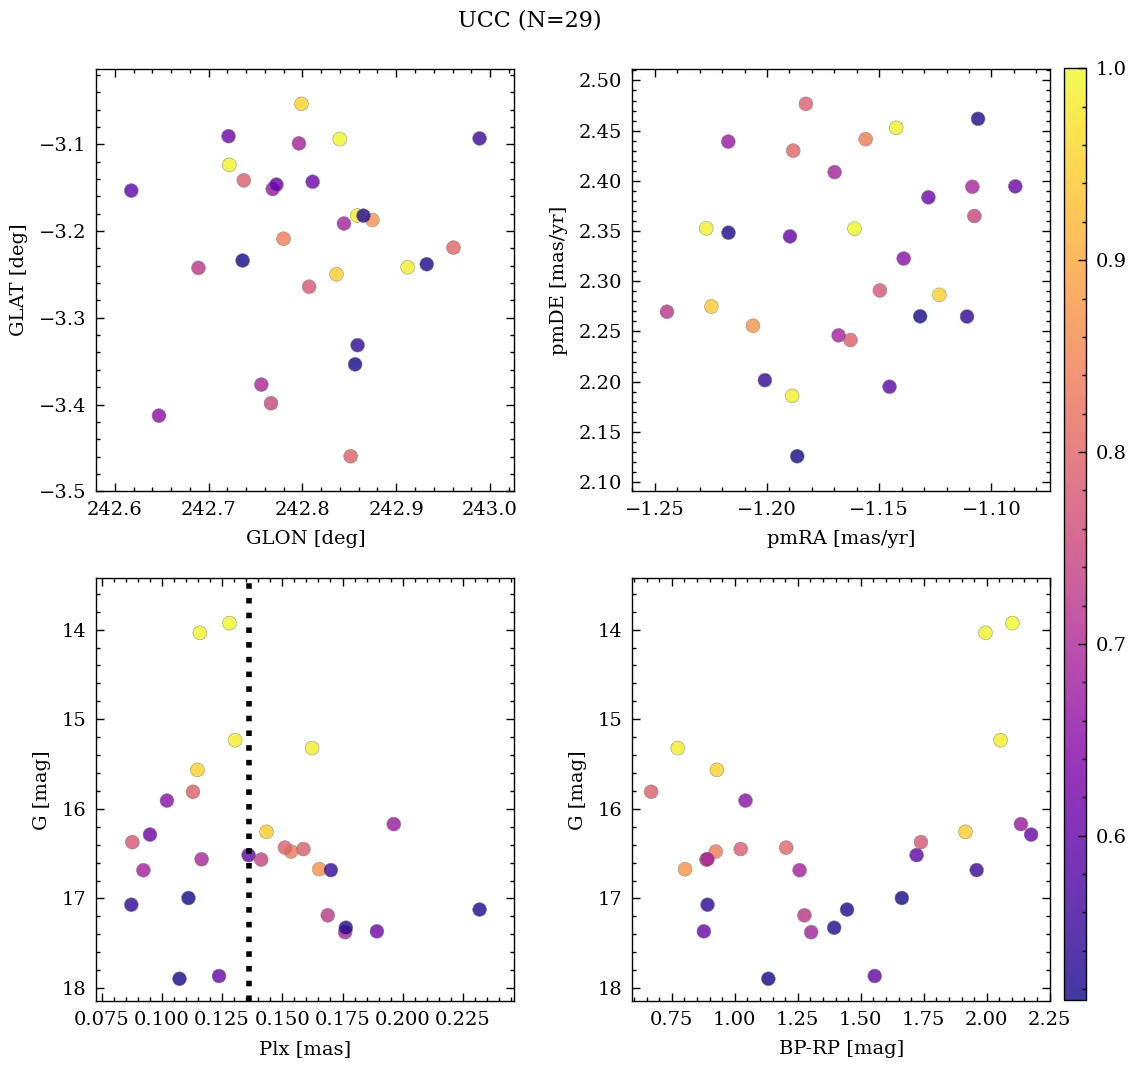 UCC (N=29)
−3.1
−3.2
−3.3
−3.4
−3.5
GLAT [deg]
242.6 242.7 242.8 242.9 243.0
GLON [deg]
2.50
2.45
2.40
2.35
2.30
2.25
2.20
2.15
2.10
pmDE [mas/yr]
−1.25 −1.20 −1.15 −1.10
pmRA [mas/yr]
1.0
0.9
0.8
0.7
0.6
14
15
16
17
18
G [mag]
0.075 0.100 0.125 0.150 0.175 0.200 0.225
Plx [mas]
14
15
16
17
18
G [mag]
0.75 1.00 1.25 1.50 1.75 2.00 2.25
BP-RP [mag]